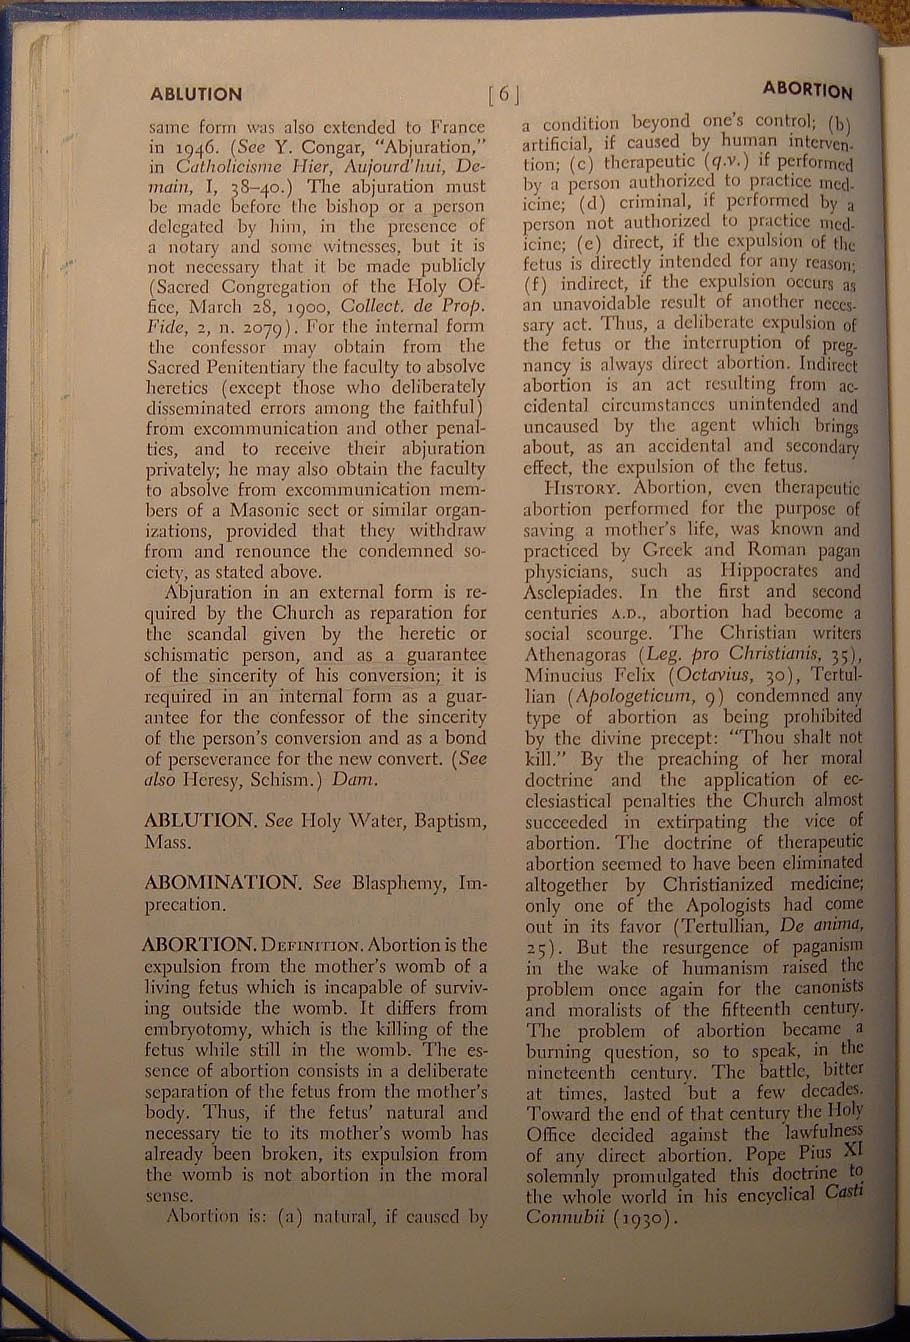 ABLUTION [6] ABORTION
same form was also extended to France
in 1946. (See Y. Congar, "Abjuration,"
in Catholicisme Hier, Aujourd'hui, De-
main, I, 38–40.) The abjuration must
be made before the bishop or a person
delegated by him, in the presence of
a notary and some witnesses, but it is
not necessary that it be made publicly
(Sacred Congregation of the Holy Of-
fice, March 28, 1900, Collect. de Prop.
Fide, 2, n. 2079). For the internal form
the confessor may obtain from the
Sacred Penitentiary the faculty to absolve
heretics (except those who deliberately
disseminated errors among the faithful)
from excommunication and other penal-
ties, and to receive their abjuration
privately; he may also obtain the faculty
to absolve from excommunication mem-
bers of a Masonic sect or similar organ-
izations, provided that they withdraw
from and renounce the condemned so-
ciety, as stated above.
Abjuration in an external form is re-
quired by the Church as reparation for
the scandal given by the heretic or
schismatic person, and as a guarantee
of the sincerity of his conversion; it is
required in an internal form as a guar-
antee for the confessor of the sincerity
of the person's conversion and as a bond
of perseverance for the new convert. (See
also Heresy, Schism.) Dam.
ABLUTION. See Holy Water, Baptism,
Mass.
ABOMINATION. See Blasphemy, Im-
precation.
ABORTION. DEFINITION. Abortion is the
expulsion from the mother's womb of a
living fetus which is incapable of surviv-
ing outside the womb. It differs from
embryotomy, which is the killing of the
fetus while still in the womb. The es-
sence of abortion consists in a deliberate
separation of the fetus from the mother's
body. Thus, if the fetus' natural and
necessary tie to its mother's womb has
already been broken, its expulsion from
the womb is not abortion in the moral
sense.
Abortion is: (a) natural, if caused by
a condition beyond one's control; (b)
artificial, if caused by human interven-
tion; (c) therapeutic (q.v.) if performed
by a person authorized to practice med-
icine; (d) criminal, if performed by a
person not authorized to practice med-
icine; (e) direct, if the expulsion of the
fetus is directly intended for any reason;
(f) indirect, if the expulsion occurs as
an unavoidable result of another neces-
sary act. Thus, a deliberate expulsion of
the fetus or the interruption of preg-
nancy is always direct abortion. Indirect
abortion is an act resulting from ac-
cidental circumstances unintended and
uncaused by the agent which brings
about, as an accidental and secondary
effect, the expulsion of the fetus.
HISTORY. Abortion, even therapeutic
abortion performed for the purpose of
saving a mother's life, was known and
practiced by Greek and Roman pagan
physicians, such as Hippocrates and
Asclepiades. In the first and second
centuries A.D., abortion had become a
social scourge. The Christian writers
Athenagoras (Leg. pro Christianis, 35),
Minucius Felix (Octavius, 30), Tertul-
lian (Apologeticum, 9) condemned any
type of abortion as being prohibited
by the divine precept: "Thou shalt not
kill." By the preaching of her moral
doctrine and the application of ec-
clesiastical penalties the Church almost
succeeded in extirpating the vice of
abortion. The doctrine of therapeutic
abortion seemed to have been eliminated
altogether by Christianized medicine;
only one of the Apologists had come
out in its favor (Tertullian, De anima,
25). But the resurgence of paganism
in the wake of humanism raised the
problem once again for the canonists
and moralists of the fifteenth century.
The problem of abortion became a
burning question, so to speak, in the
nineteenth century. The battle, bitter
at times, lasted but a few decades.
Toward the end of that century the Holy
Office decided against the lawfulness
of any direct abortion. Pope Pius XI
solemnly promulgated this doctrine to
the whole world in his encyclical Casti
Connubii (1930).